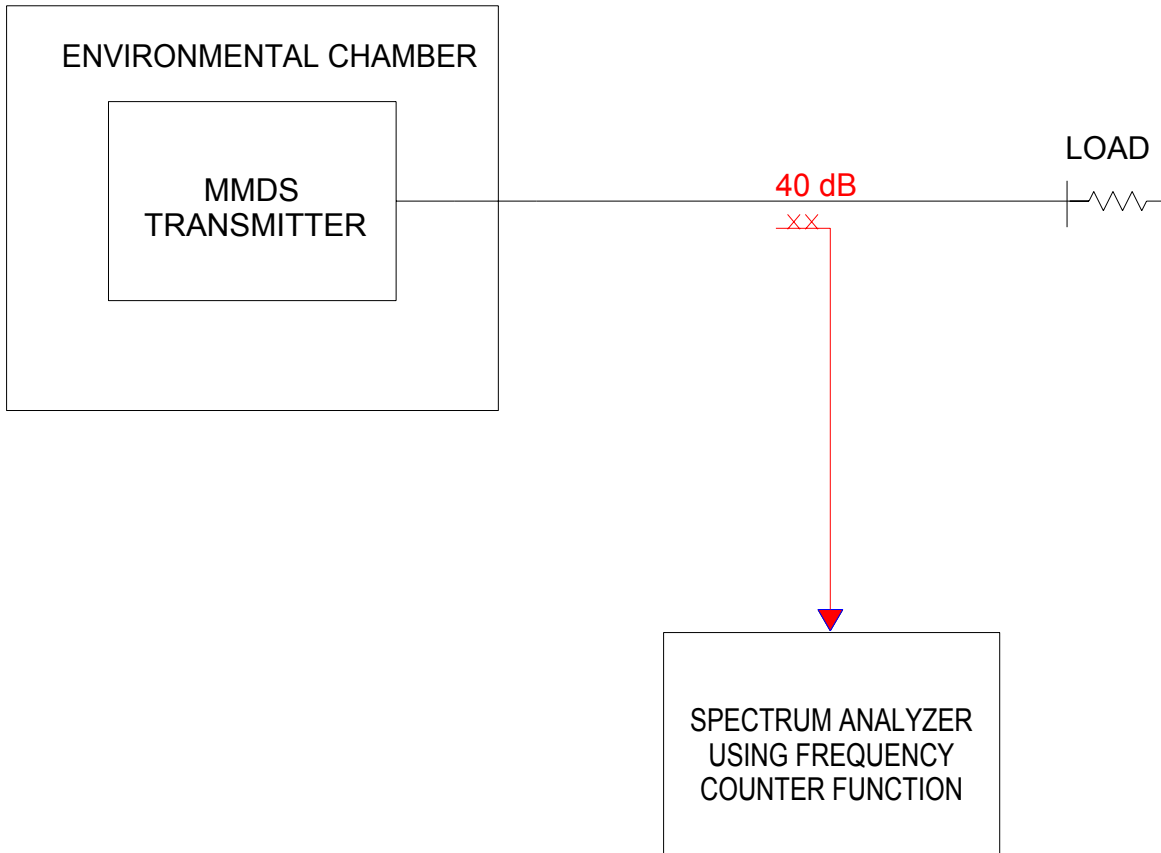 ENVIRONMENTAL CHAMBER
MMDS
TRANSMITTER
LOAD
40 dB
SPECTRUM ANALYZER
USING FREQUENCY
COUNTER FUNCTION